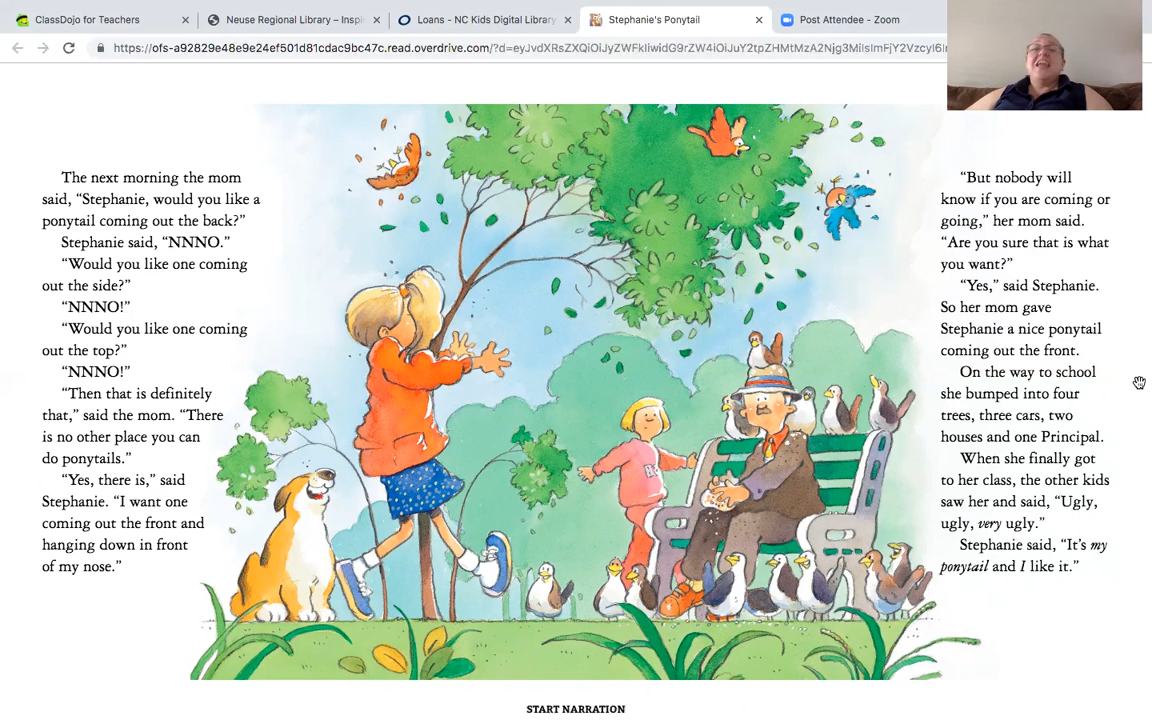 ClassDojo for Teachers
Neuse Regional Library – Inspi
Loans - NC Kids Digital Library
Stephanie's Ponytail
Post Attendee - Zoom
The next morning the mom
said, “Stephanie, would you like a
ponytail coming out the back?”
Stephanie said, “NNNO.”
“Would you like one coming
out the side?”
“NNNO!”
“Would you like one coming
out the top?”
“NNNO!”
“Then that is definitely
that,” said the mom. “There
is no other place you can
do ponytails.”
“Yes, there is,” said
Stephanie. “I want one
coming out the front and
hanging down in front
of my nose.”
“But nobody will
know if you are coming or
going,” her mom said.
“Are you sure that is what
you want?”
“Yes,” said Stephanie.
So her mom gave
Stephanie a nice ponytail
coming out the front.
On the way to school
she bumped into four
trees, three cars, two
houses and one Principal.
When she finally got
to her class, the other kids
saw her and said, “Ugly,
ugly, very ugly.”
Stephanie said, “It’s my
ponytail and I like it.”
START NARRATION